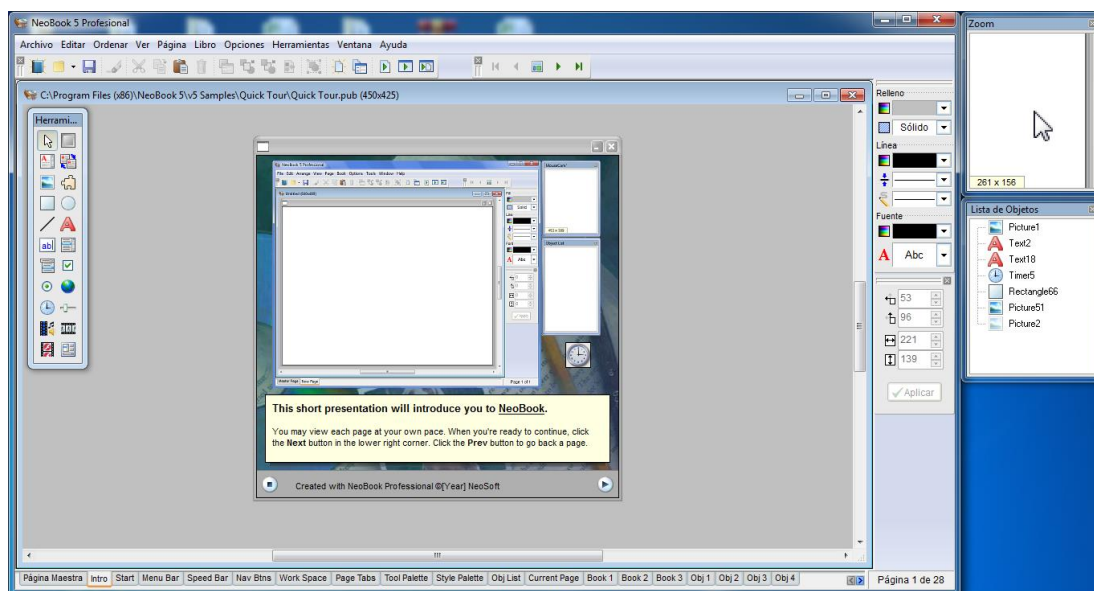 NeoBook 5 Profesional
Archivo Editar Ordenar Ver Página Libro Opciones Herramientas Ventana Ayuda
C:\Program Files (x86)\NeoBook 5\v5 Samples\Quick Tour\Quick Tour.pub (450x425)
Herrami...
ab
This short presentation will introduce you to NeoBook.
You may view each page at your own pace. When you're ready to continue, click
the Next button in the lower right corner. Click the Prev button to go back a page.
Created with NeoBook Professional ©[Year] NeoSoft
Página Maestra Intro Start Menu Bar Speed Bar Nav Btns Work Space Page Tabs Tool Palette Style Palette Obj List Current Page Book 1 Book 2 Book 3 Obj 1 Obj 2 Obj 3 Obj 4
Página 1 de 28
Relleno
Sólido
Línea
Fuente
A Abc
53
96
221
139
Aplicar
Zoom
261 x 156
Lista de Objetos
Picture1
Text2
Text18
Timer5
Rectangle66
Picture51
Picture2